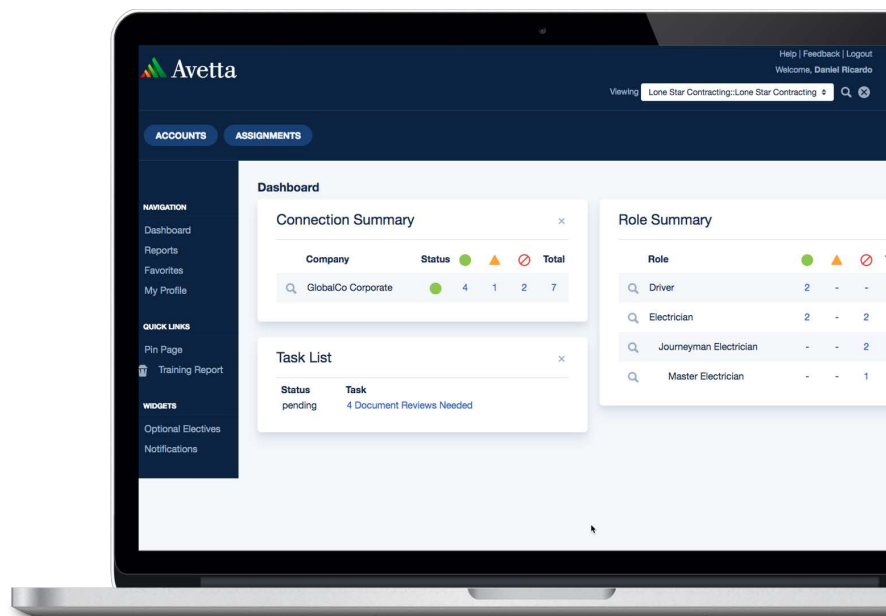 Avetta
Help | Feedback | Logout
Welcome, Daniel Ricardo
Viewing Lone Star Contracting::Lone Star Contracting
ACCOUNTS ASSIGNMENTS
NAVIGATION
Dashboard
Reports
Favorites
My Profile
QUICK LINKS
Pin Page
Training Report
WIDGETS
Optional Electives
Notifications
Dashboard
Connection Summary ×
Company Status Total
GlobalCo Corporate 4 1 2 7
Task List ×
Status Task
pending 4 Document Reviews Needed
Role Summary
Role
Driver 2 - -
Electrician 2 - 2
Journeyman Electrician - - 2
Master Electrician - - 1